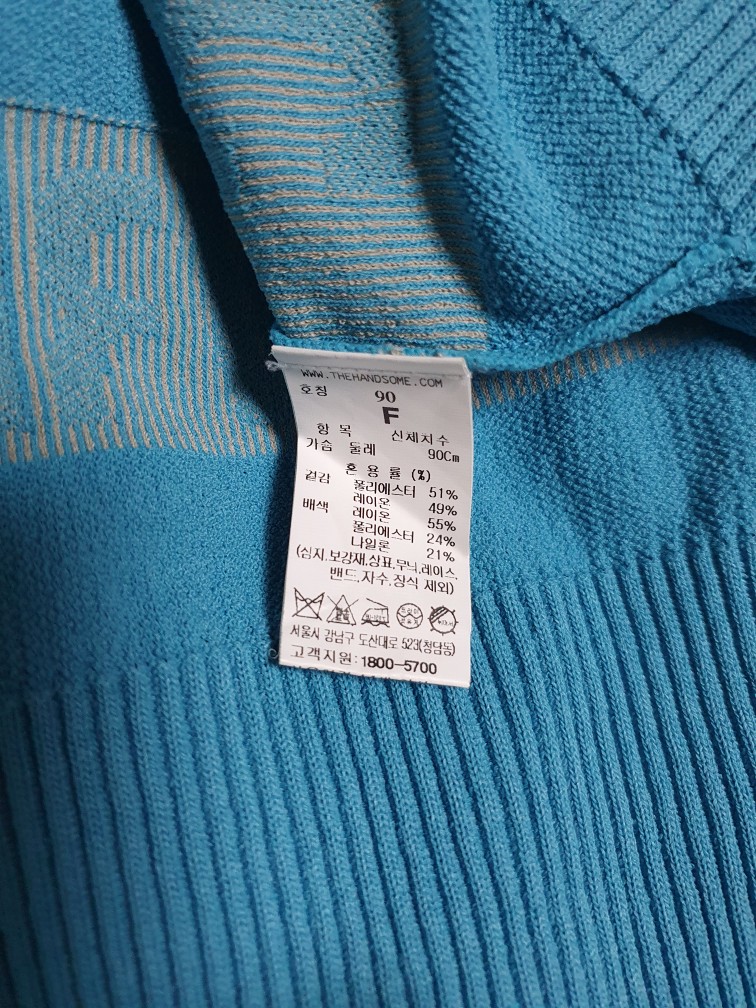 WWW.THEHANDSOME.COM
호칭 90
F
항 목 신체치수
가슴 둘레 90Cm
혼 용 률 (%)
겉감 폴리에스터 51%
레이온 49%
배색 레이온 55%
폴리에스터 24%
나일론 21%
(심지,보강재,상표,무늬,레이스,
밴드,자수,장식 제외)
서울시 강남구 도산대로 523(청담동)
고객지원: 1800-5700